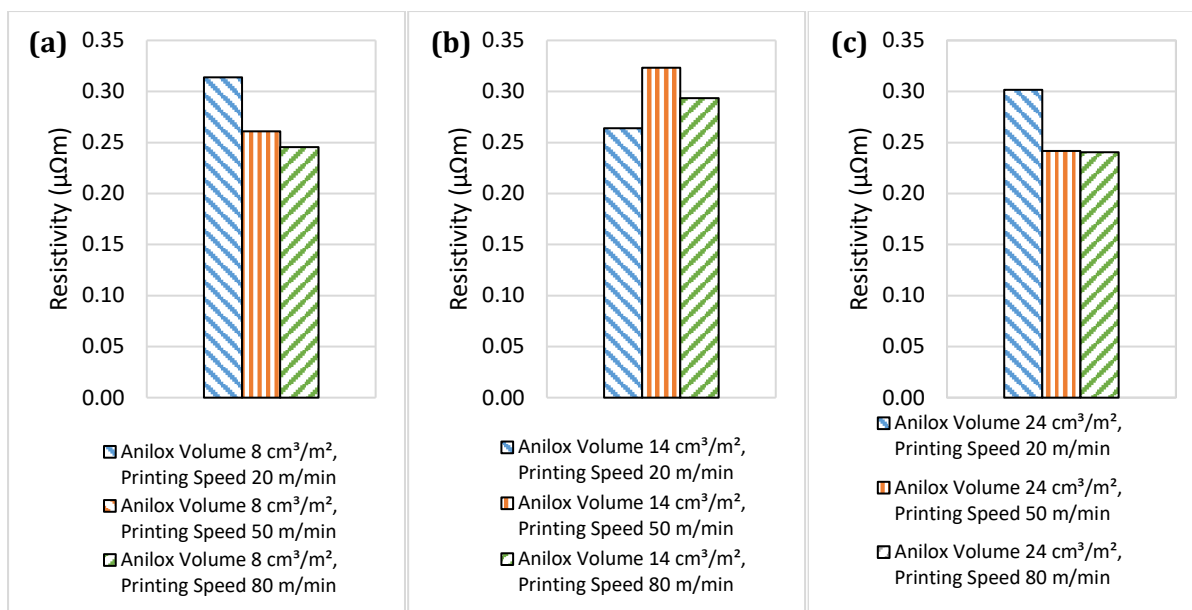 (a)
Resistivity (μΩm)
0.35
0.30
0.25
0.20
0.15
0.10
0.05
0.00
Anilox Volume 8 cm³/m²,
Printing Speed 20 m/min
Anilox Volume 8 cm³/m²,
Printing Speed 50 m/min
Anilox Volume 8 cm³/m²,
Printing Speed 80 m/min
(b)
Resistivity (μΩm)
0.35
0.30
0.25
0.20
0.15
0.10
0.05
0.00
Anilox Volume 14 cm³/m²,
Printing Speed 20 m/min
Anilox Volume 14 cm³/m²,
Printing Speed 50 m/min
Anilox Volume 14 cm³/m²,
Printing Speed 80 m/min
(c)
Resistivity (μΩm)
0.35
0.30
0.25
0.20
0.15
0.10
0.05
0.00
Anilox Volume 24 cm³/m²,
Printing Speed 20 m/min
Anilox Volume 24 cm³/m²,
Printing Speed 50 m/min
Anilox Volume 24 cm³/m²,
Printing Speed 80 m/min